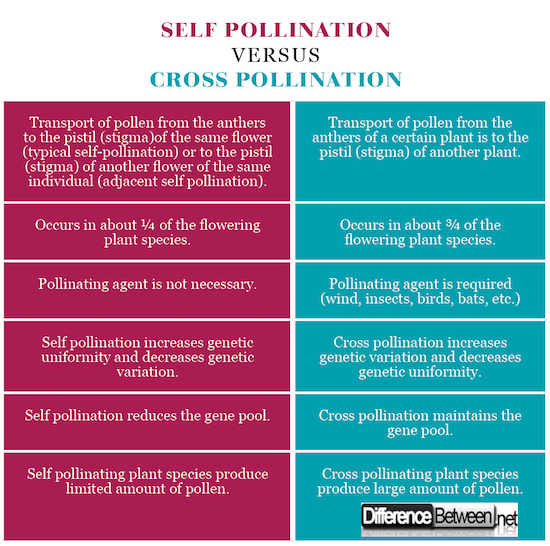 SELF POLLINATION
VERSUS
CROSS POLLINATION
Transport of pollen from the anthers
to the pistil (stigma)of the same flower
(typical self-pollination) or to the pistil
(stigma) of another flower of the same
individual (adjacent self pollination).
Transport of pollen from the
anthers of a certain plant is to the
pistil (stigma) of another plant.
Occurs in about ¼ of the flowering
plant species.
Occurs in about ¾ of the
flowering plant species.
Pollinating agent is not necessary.
Pollinating agent is required
(wind, insects, birds, bats, etc.)
Self pollination increases genetic
uniformity and decreases genetic
variation.
Cross pollination increases
genetic variation and decreases
genetic uniformity.
Self pollination reduces the gene pool.
Cross pollination maintains the
gene pool.
Self pollinating plant species produce
limited amount of pollen.
Cross pollinating plant species
produce large amount of pollen.
Difference Between.net